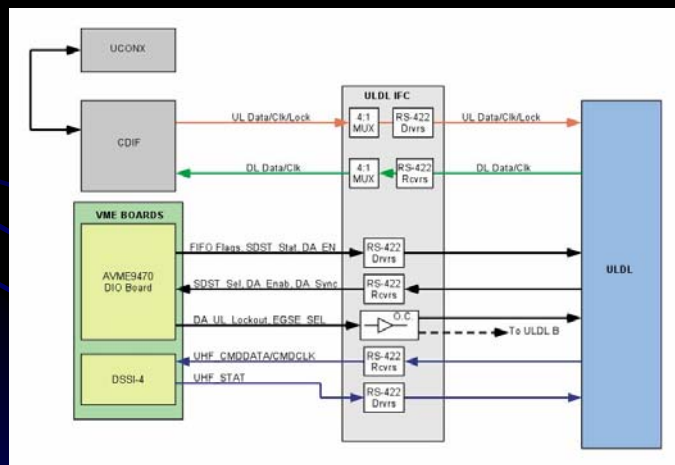 UCONX
ULDL IFC
CDIF
UL Data/Clk/Lock
4:1
MUX
RS-422
Drvrs
UL Data/Clk/Lock
DL Data/Clk
4:1
MUX
RS-422
Rcvrs
DL Data/Clk
VME BOARDS
AVME9470
DIO Board
FIFO Flags, SDST_Stat, DA_EN
RS-422
Drvrs
ULDL
SDST_Sel, DA_Enab, DA_Sync
RS-422
Rcvrs
DA_UL_Lockout, EGSE_SEL
O.C.
To ULDL B
DSSI-4
UHF_CMDDATA/CMDCLK
RS-422
Rcvrs
UHF_STAT
RS-422
Drvrs